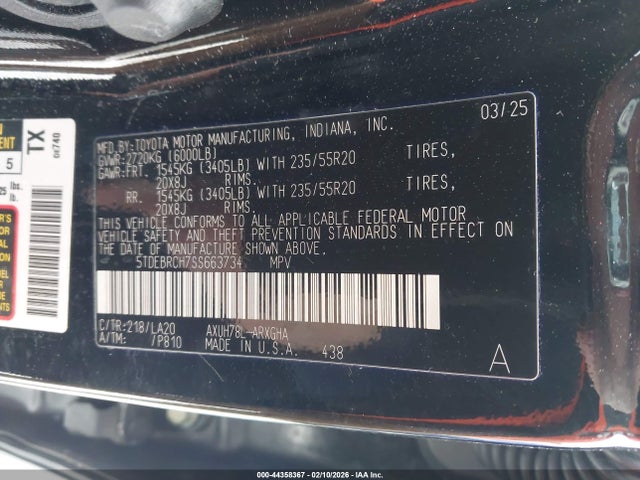 03/25
MFD.BY:TOYOTA MOTOR MANUFACTURING, INDIANA, INC.
GVWR:2720KG (6000LB)
GAWR:FRT. 1545KG (3405LB) WITH 235/55R20 TIRES,
20X8J RIMS.
RR. 1545KG (3405LB) WITH 235/55R20 TIRES,
20X8J RIMS.
THIS VEHICLE CONFORMS TO ALL APPLICABLE FEDERAL MOTOR
VEHICLE SAFETY AND THEFT PREVENTION STANDARDS IN EFFECT ON
THE DATE OF MANUFACTURE SHOWN ABOVE.
5TDEBRCH7SS663734 MPV
C/TR:218/LA20 AXUH78L-ARXGHA
A/TM: /P810 MADE IN U.S.A. 438
A
TX
5
lbs.
lb.
000-44358367 - 02/10/2026 - IAA Inc.